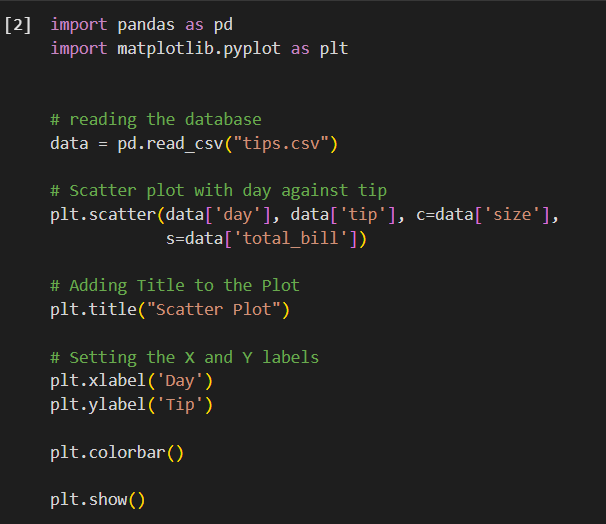 [2] import pandas as pd
import matplotlib.pyplot as plt
# reading the database
data = pd.read_csv("tips.csv")
# Scatter plot with day against tip
plt.scatter(data['day'], data['tip'], c=data['size'],
s=data['total_bill'])
# Adding Title to the Plot
plt.title("Scatter Plot")
# Setting the X and Y labels
plt.xlabel('Day')
plt.ylabel('Tip')
plt.colorbar()
plt.show()